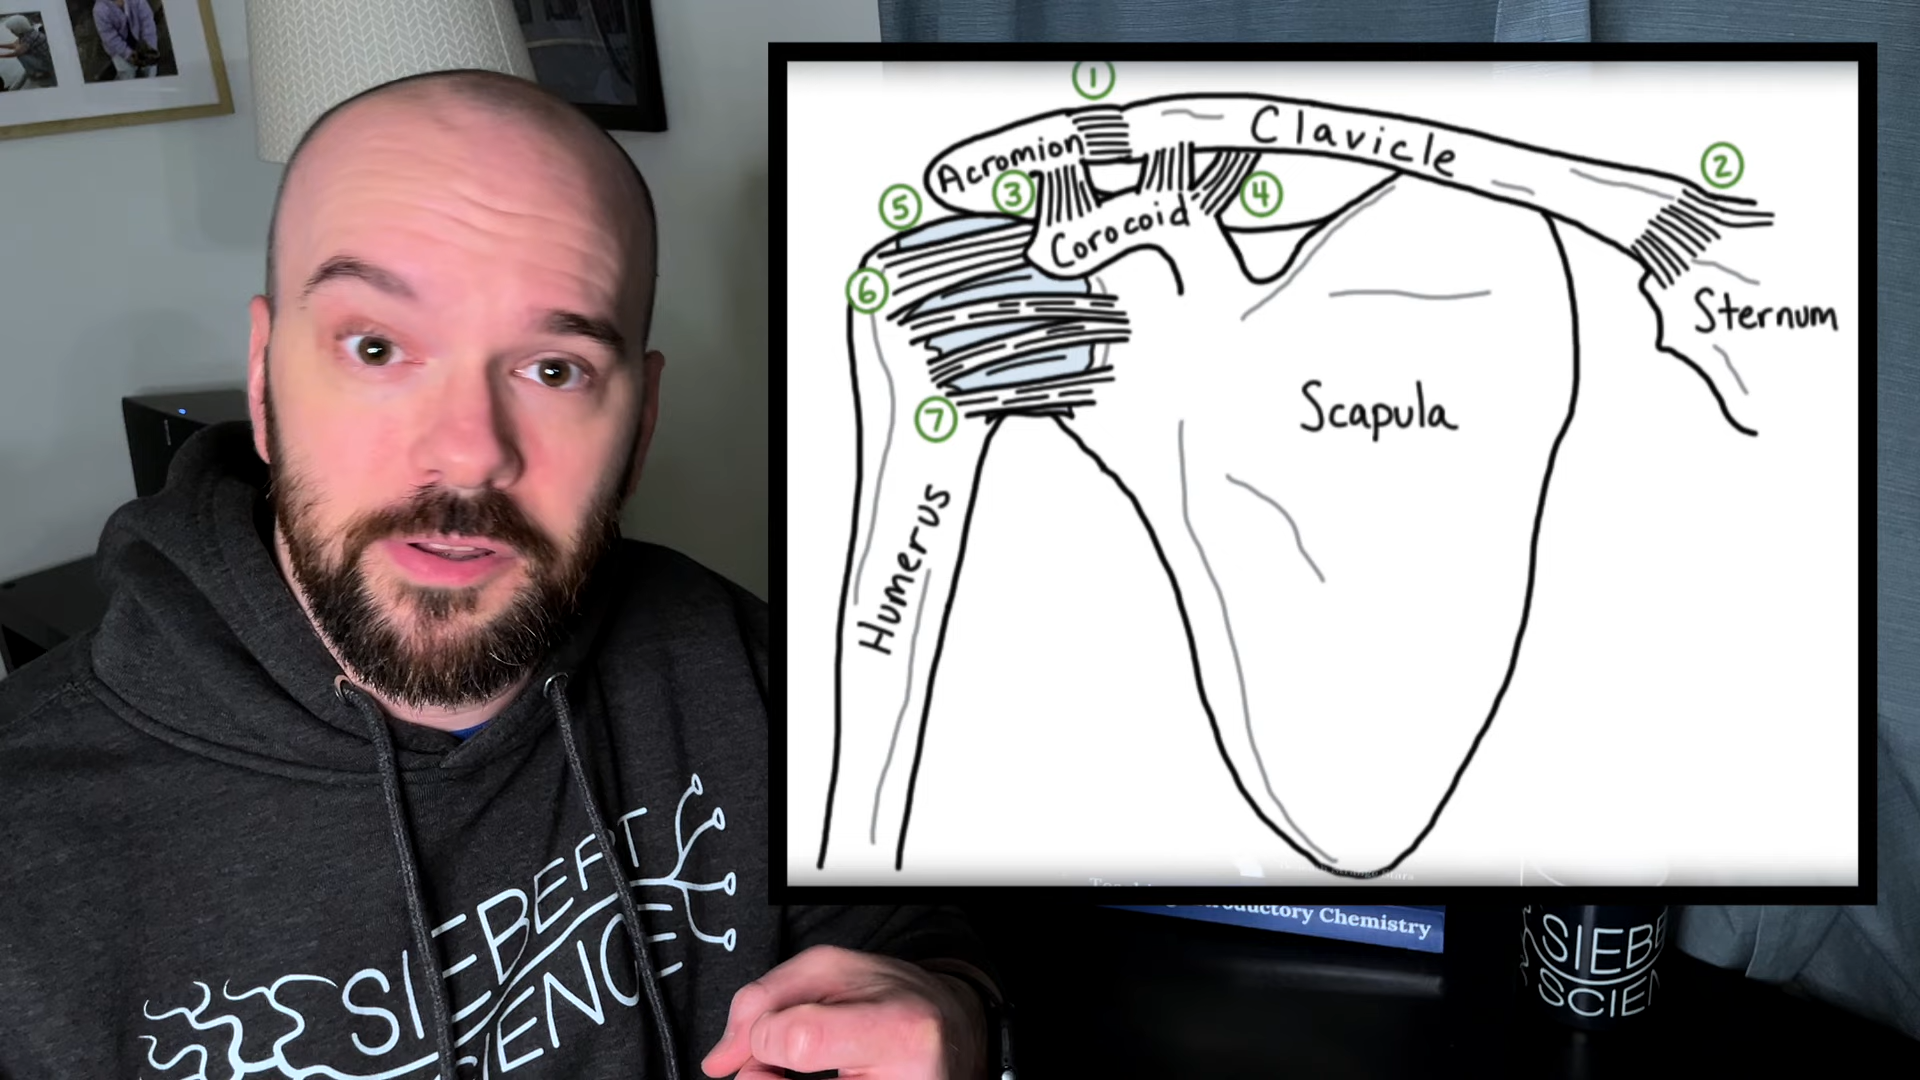 1
Clavicle
2
Acromion
3
4
5
Corocoid
6
Sternum
Scapula
7
Humerus
SIEBERT
SCIENCE
Introductory Chemistry
SIEBE
SCIEN